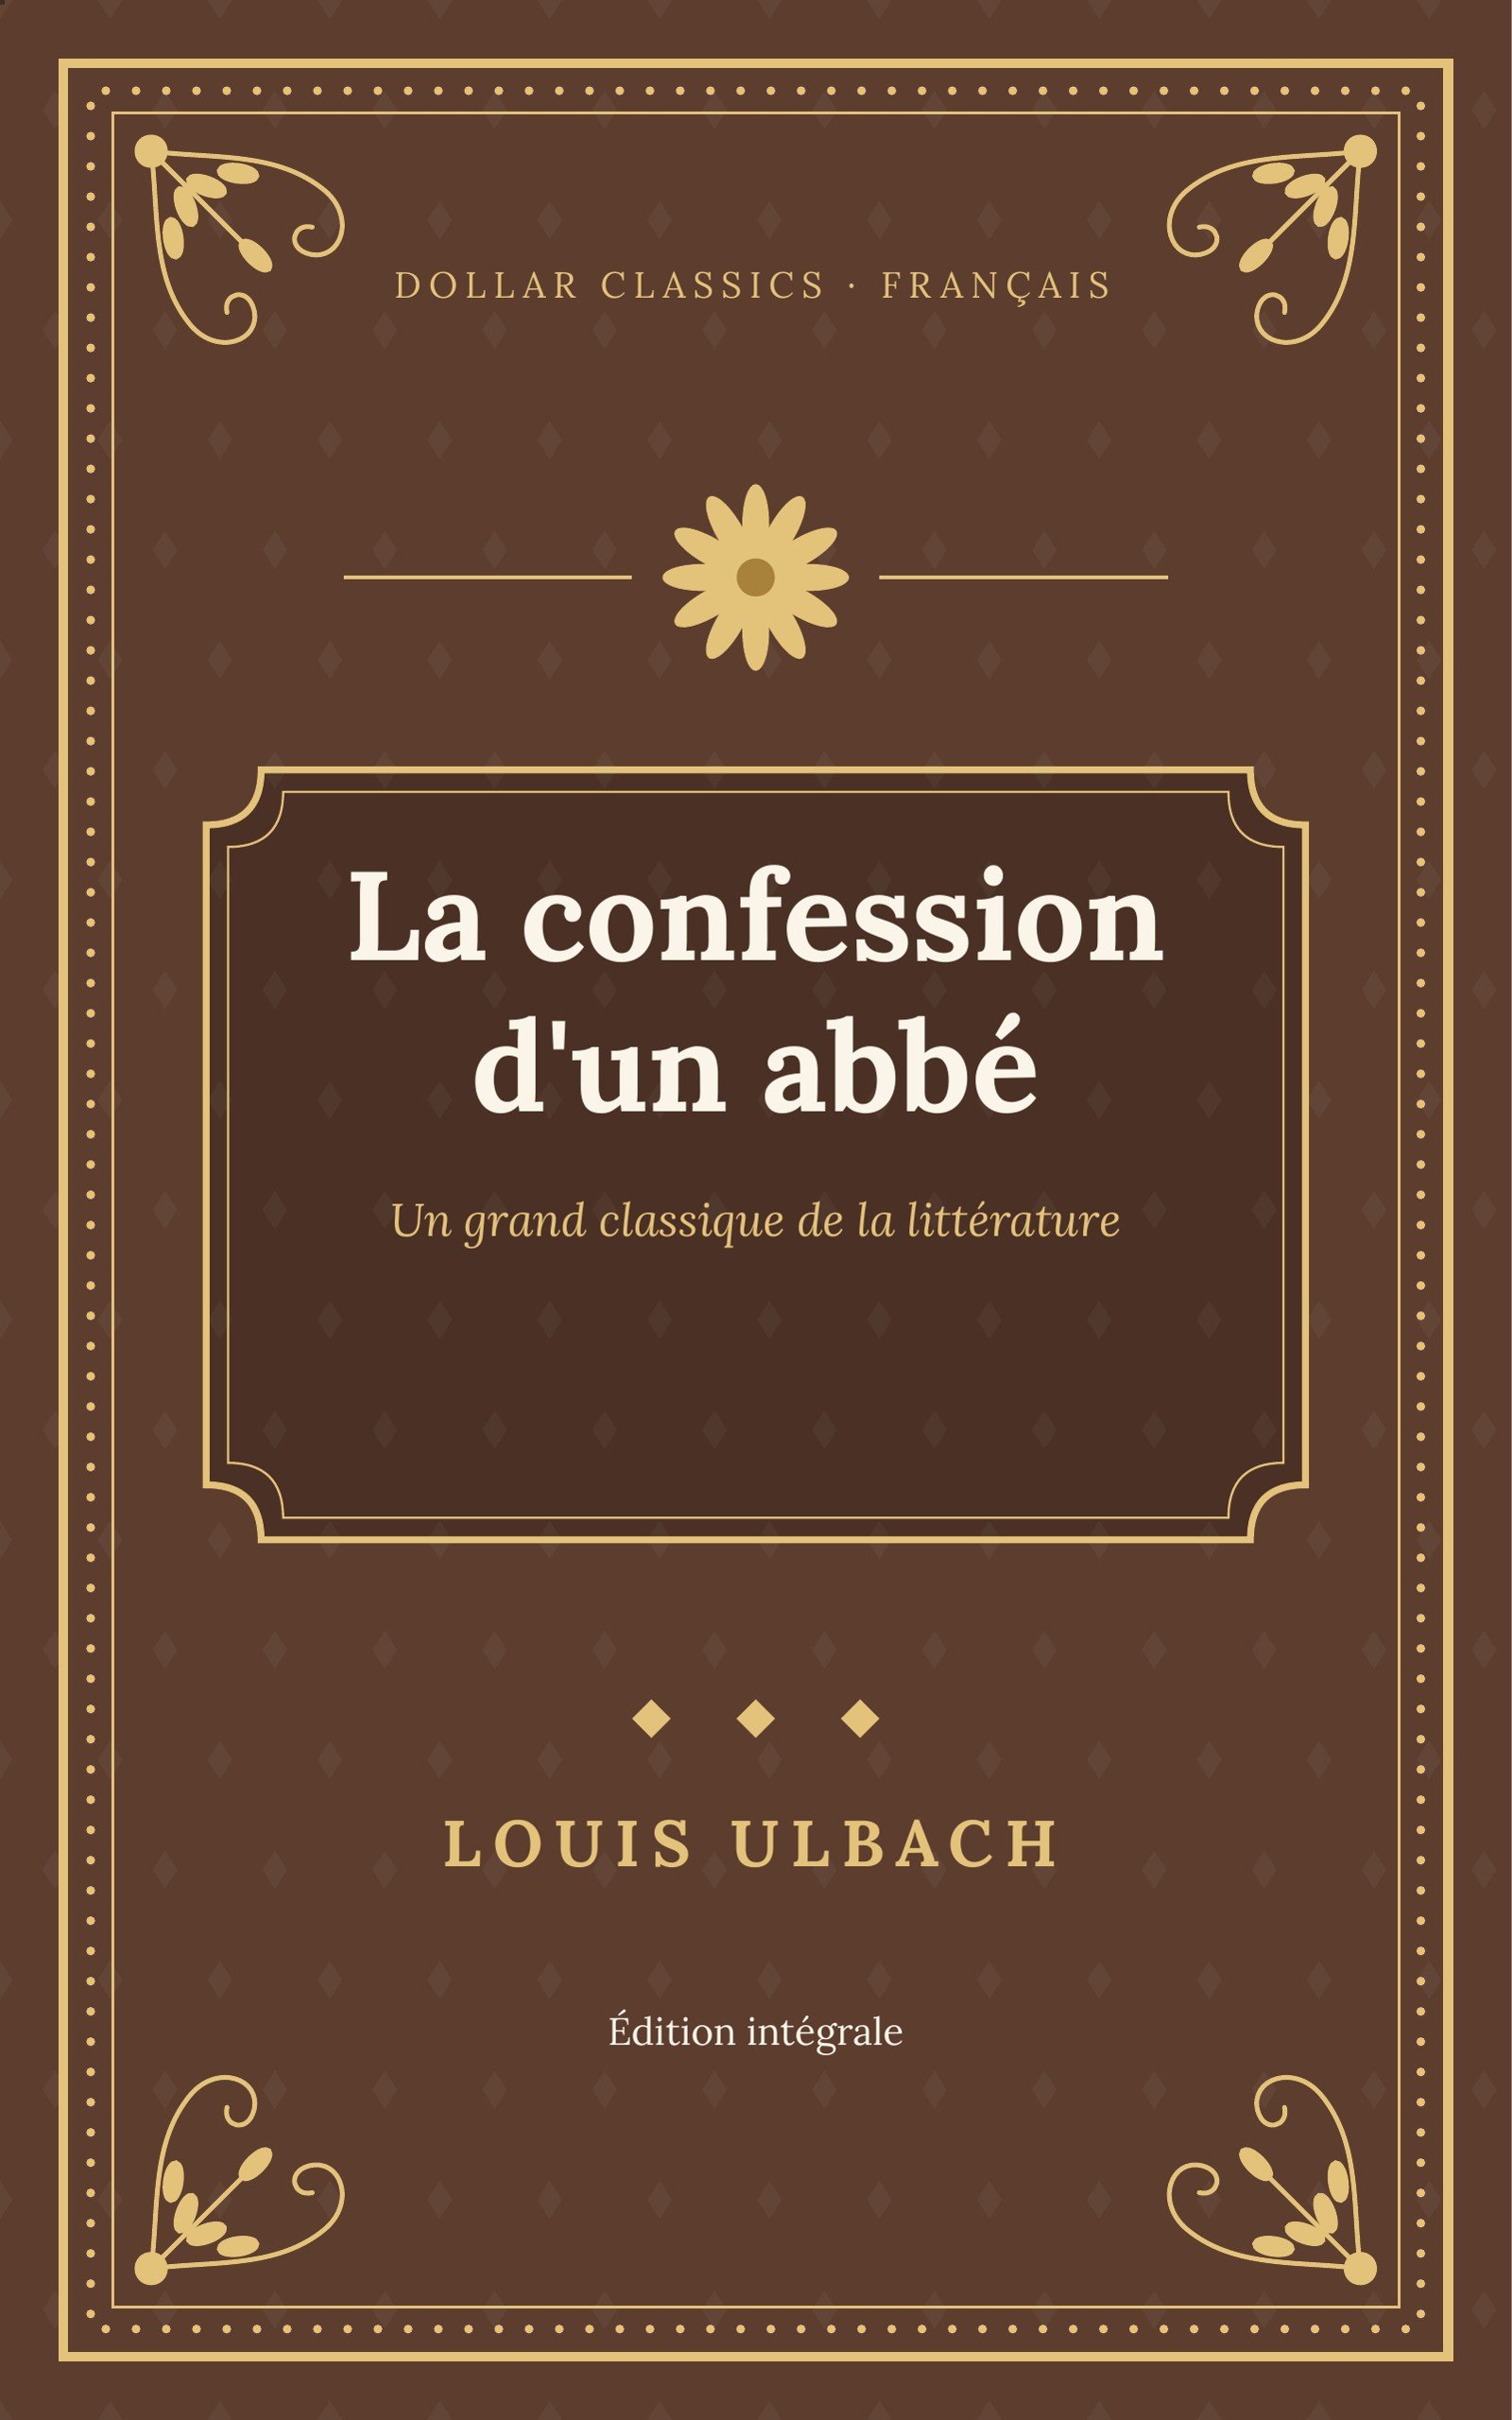 DOLLAR CLASSICS · FRANÇAIS
La confession
d'un abbé
Un grand classique de la littérature
LOUIS ULBACH
Édition intégrale